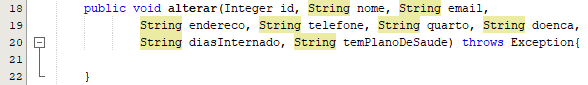 18 public void alterar(Integer id, String nome, String email,
19 String endereco, String telefone, String quarto, String doenca,
20 String diasInternado, String temPlanoDeSaude) throws Exception{
21
22 }